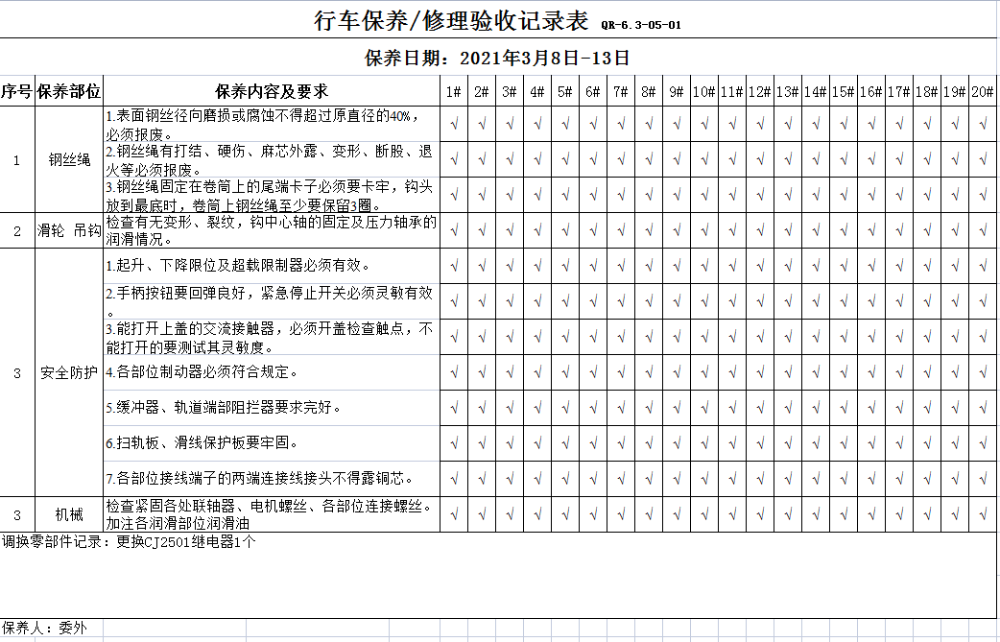 行车保养/修理验收记录表 QR-6.3-05-01
保养日期：2021年3月8日-13日
序号 保养部位 保养内容及要求 1# 2# 3# 4# 5# 6# 7# 8# 9# 10# 11# 12# 13# 14# 15# 16# 17# 18# 19# 20#
1 钢丝绳
1.表面钢丝径向磨损或腐蚀不得超过原直径的40%，
必须报废。 √ √ √ √ √ √ √ √ √ √ √ √ √ √ √ √ √ √ √ √
2.钢丝绳有打结、硬伤、麻芯外露、变形、断股、退
火等必须报废。 √ √ √ √ √ √ √ √ √ √ √ √ √ √ √ √ √ √ √ √
3.钢丝绳固定在卷筒上的尾端卡子必须要卡牢，钩头
放到最底时，卷筒上钢丝绳至少要保留3圈。 √ √ √ √ √ √ √ √ √ √ √ √ √ √ √ √ √ √ √ √
2 滑轮 吊钩
检查有无变形、裂纹，钩中心轴的固定及压力轴承的
润滑情况。 √ √ √ √ √ √ √ √ √ √ √ √ √ √ √ √ √ √ √ √
3 安全防护
1.起升、下降限位及超载限制器必须有效。 √ √ √ √ √ √ √ √ √ √ √ √ √ √ √ √ √ √ √ √
2.手柄按钮要回弹良好，紧急停止开关必须灵敏有效
。 √ √ √ √ √ √ √ √ √ √ √ √ √ √ √ √ √ √ √ √
3.能打开上盖的交流接触器，必须开盖检查触点，不
能打开的要测试其灵敏度。 √ √ √ √ √ √ √ √ √ √ √ √ √ √ √ √ √ √ √ √
4.各部位制动器必须符合规定。 √ √ √ √ √ √ √ √ √ √ √ √ √ √ √ √ √ √ √ √
5.缓冲器、轨道端部阻拦器要求完好。 √ √ √ √ √ √ √ √ √ √ √ √ √ √ √ √ √ √ √ √
6.扫轨板、滑线保护板要牢固。 √ √ √ √ √ √ √ √ √ √ √ √ √ √ √ √ √ √ √ √
7.各部位接线端子的两端连接线接头不得露铜芯。 √ √ √ √ √ √ √ √ √ √ √ √ √ √ √ √ √ √ √ √
3 机械
检查紧固各处联轴器、电机螺丝、各部位连接螺丝。
加注各润滑部位润滑油 √ √ √ √ √ √ √ √ √ √ √ √ √ √ √ √ √ √ √ √
调换零部件记录：更换CJ2501继电器1个
保养人：委外